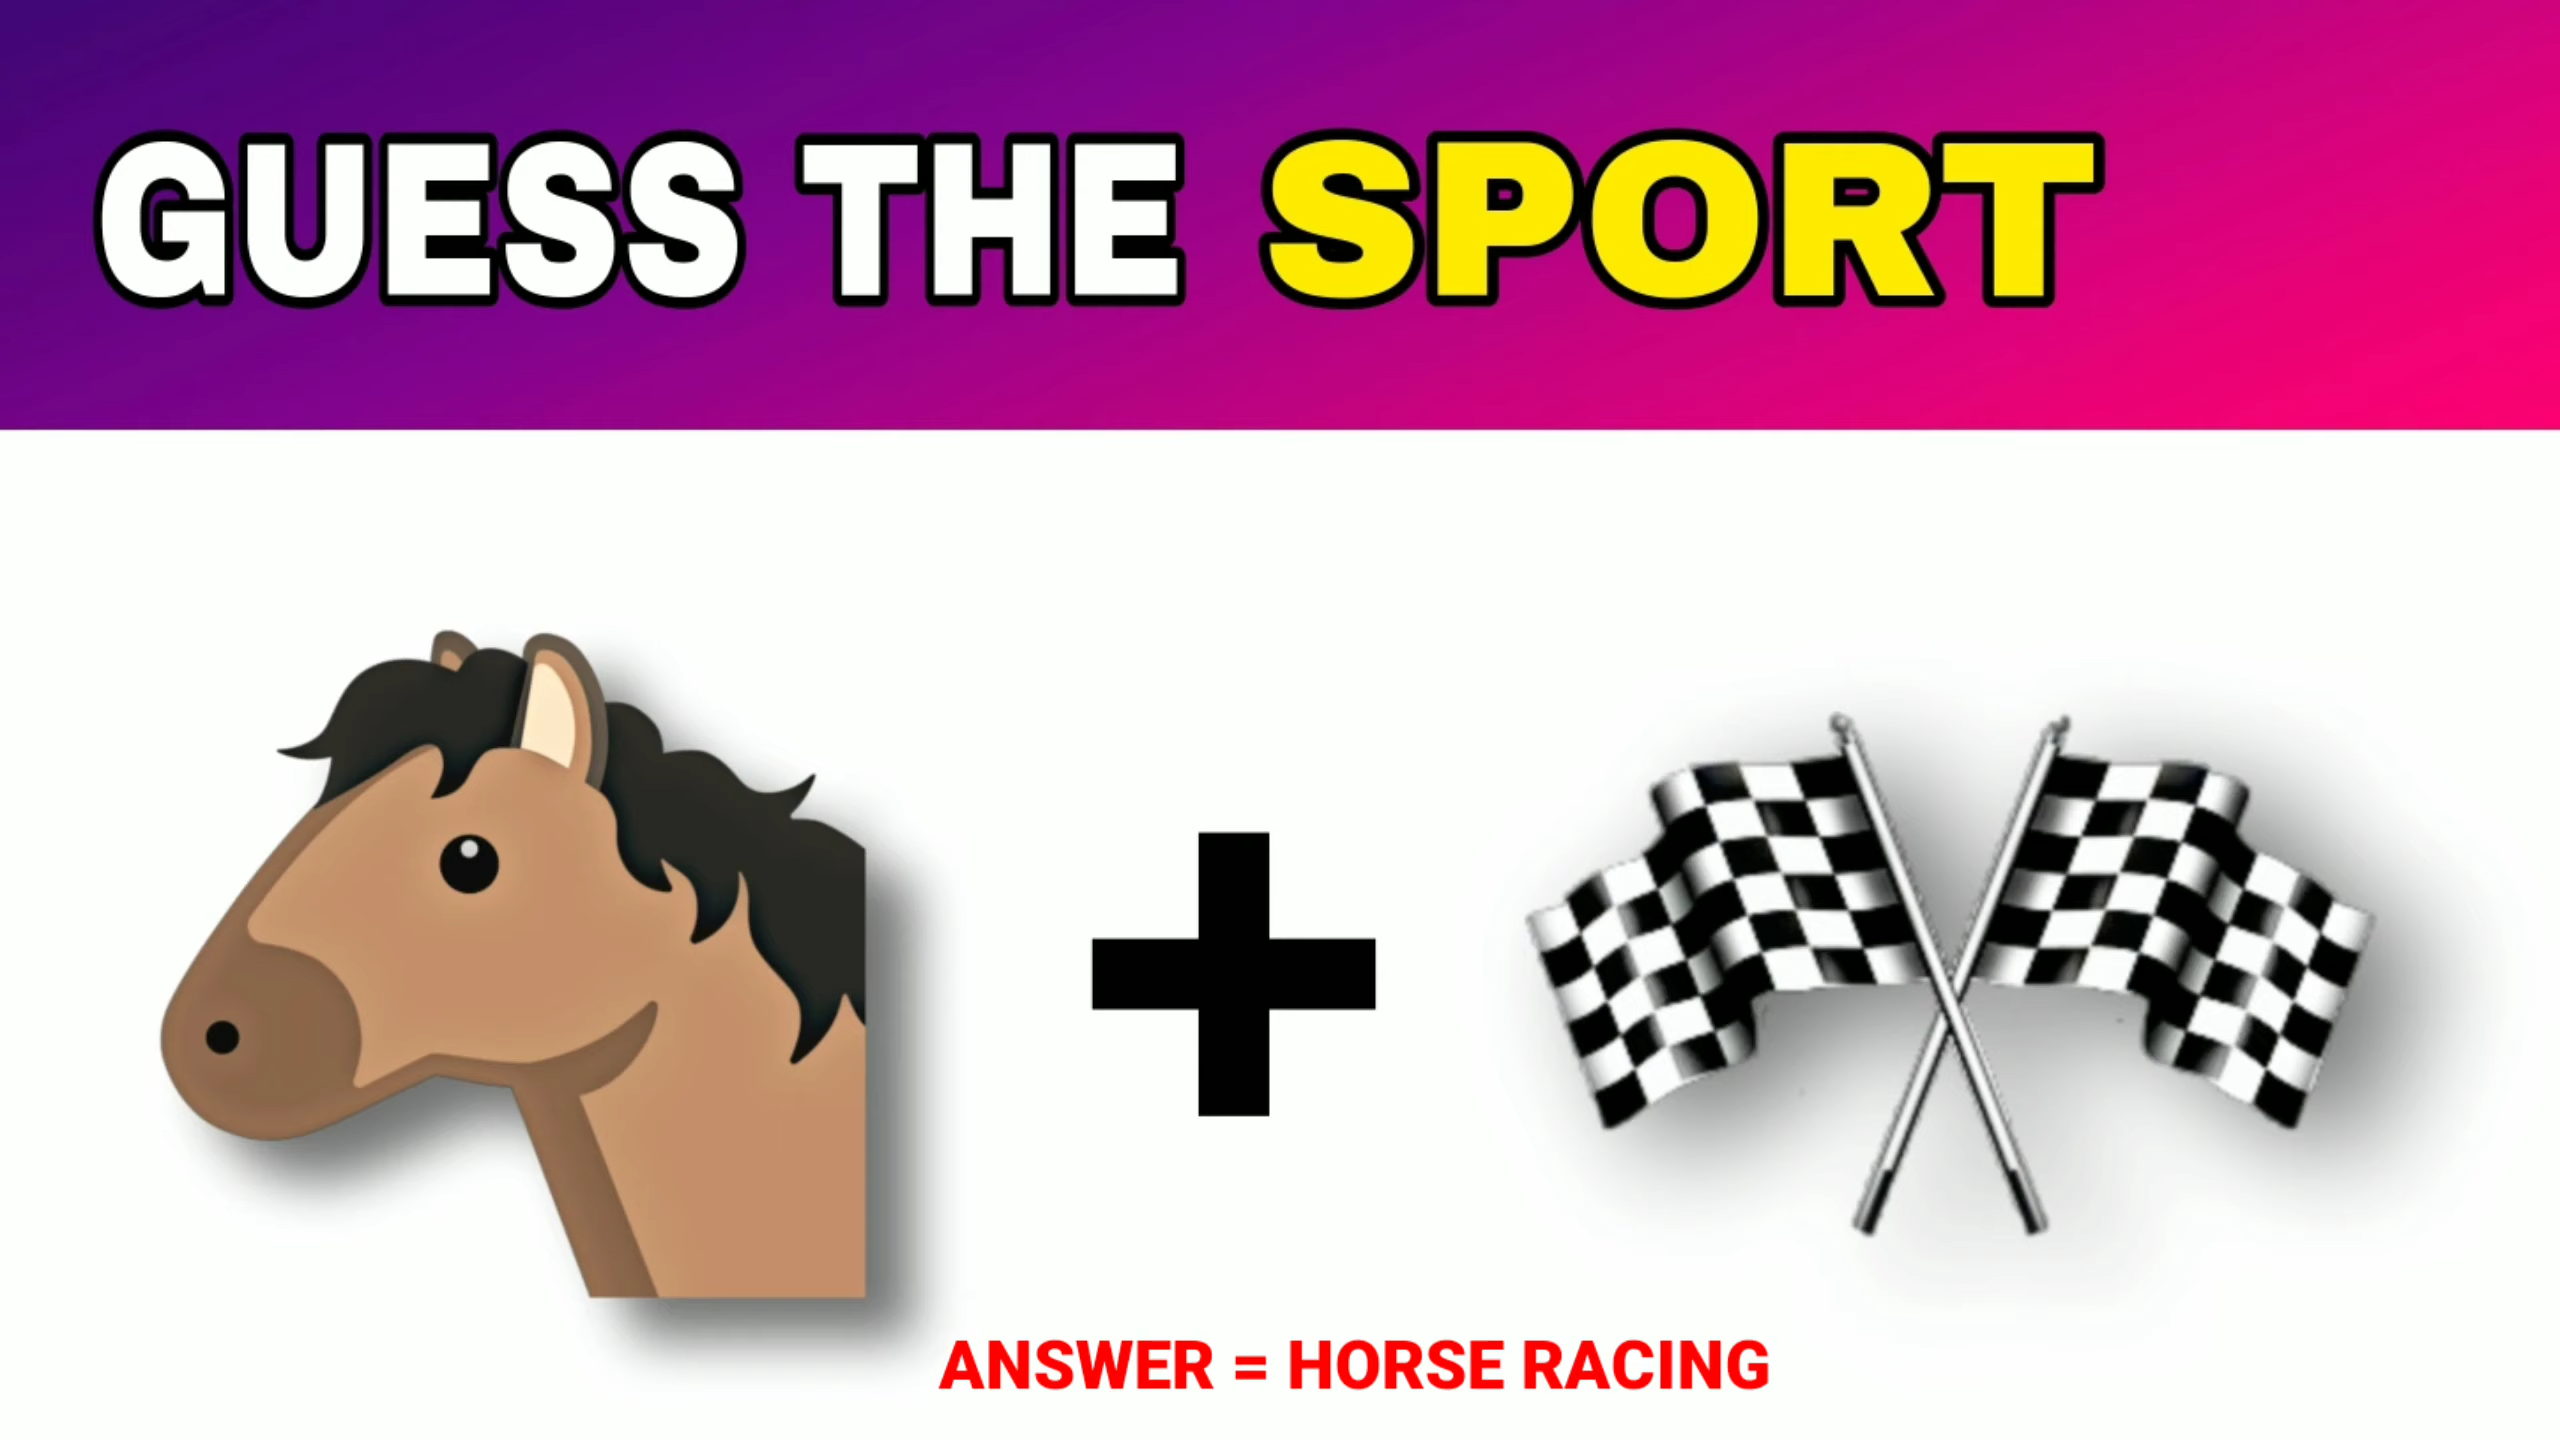 GUESS THE SPORT
ANSWER = HORSE RACING